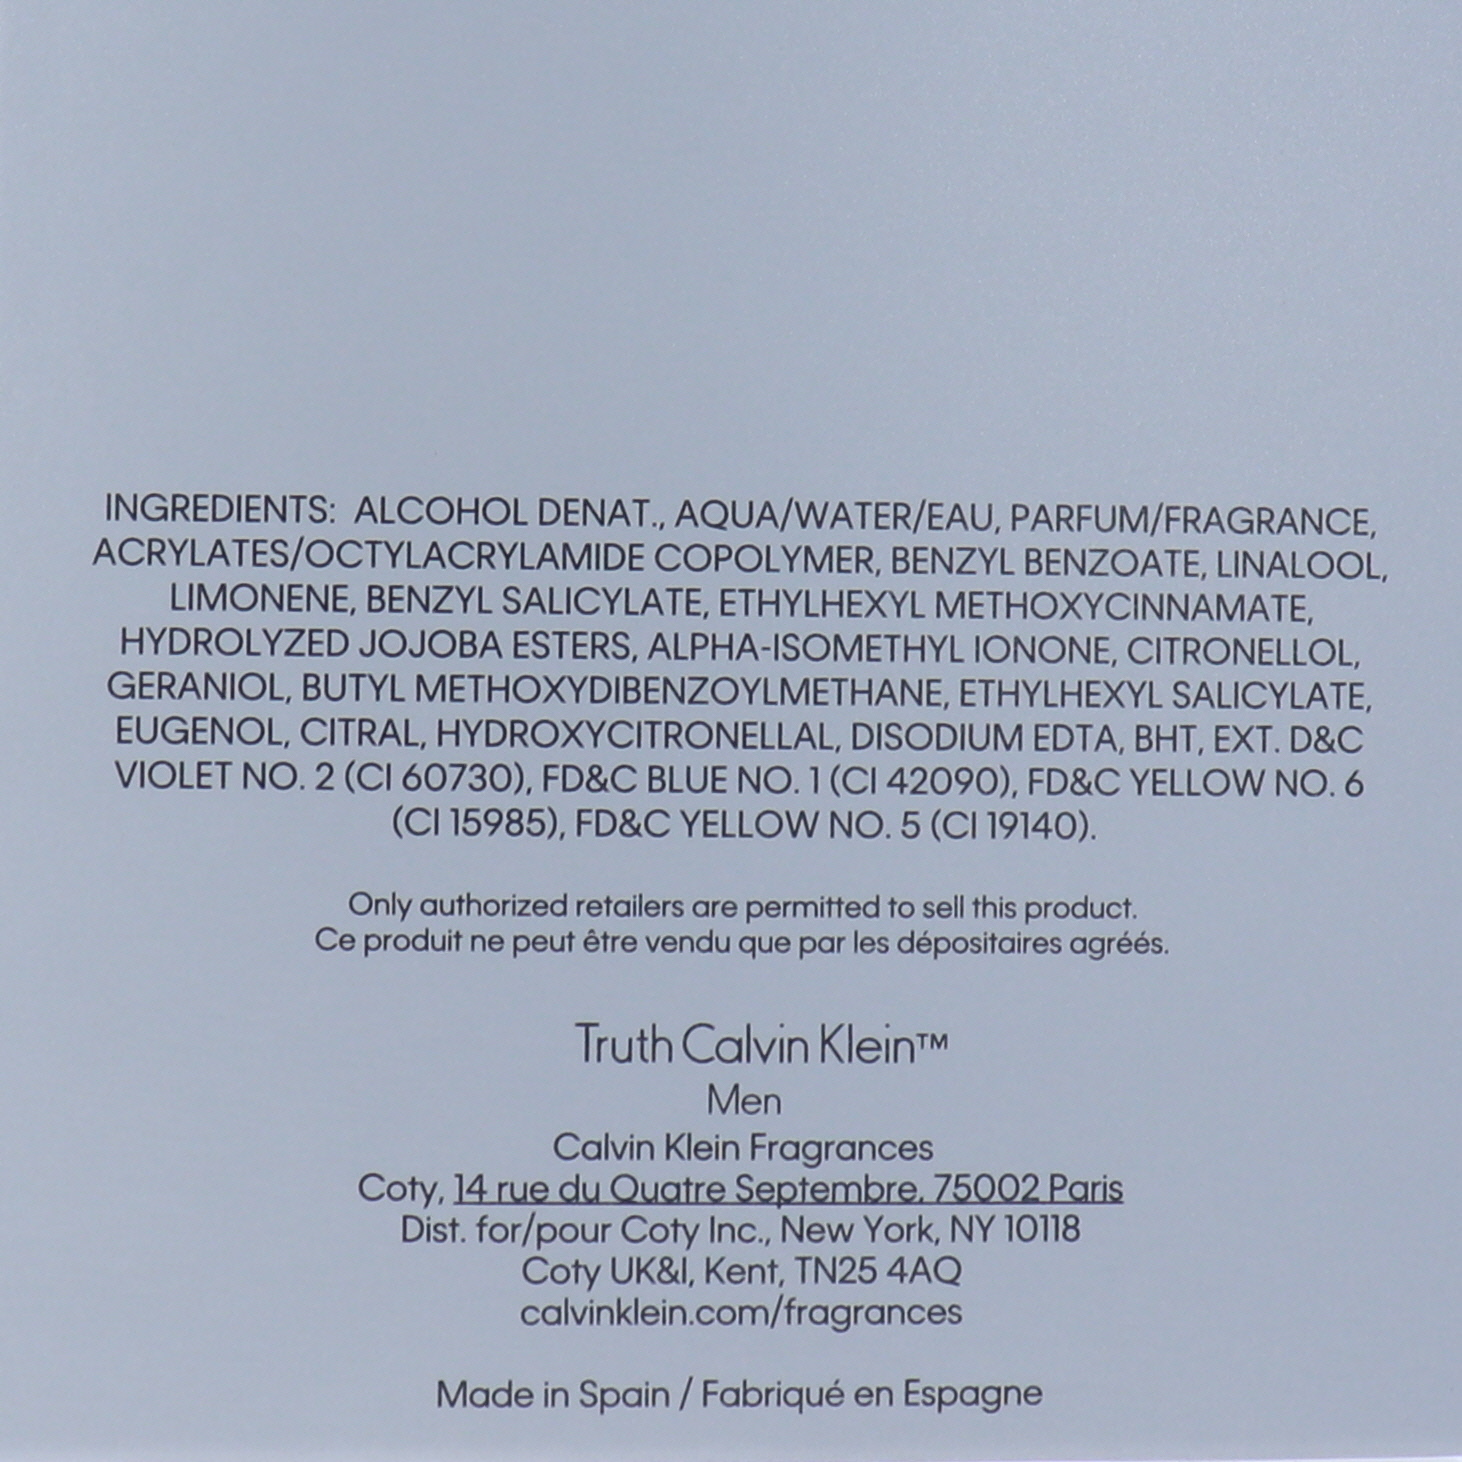 INGREDIENTS: ALCOHOL DENAT., AQUA/WATER/EAU, PARFUM/FRAGRANCE,
ACRYLATES/OCTYLACRYLAMIDE COPOLYMER, BENZYL BENZOATE, LINALOOL,
LIMONENE, BENZYL SALICYLATE, ETHYLHEXYL METHOXYCINNAMATE,
HYDROLYZED JOJOBA ESTERS, ALPHA-ISOMETHYL IONONE, CITRONELLOL,
GERANIOL, BUTYL METHOXYDIBENZOYLMETHANE, ETHYLHEXYL SALICYLATE,
EUGENOL, CITRAL, HYDROXYCITRONELLAL, DISODIUM EDTA, BHT, EXT. D&C
VIOLET NO. 2 (CI 60730), FD&C BLUE NO. 1 (CI 42090), FD&C YELLOW NO. 6
(CI 15985), FD&C YELLOW NO. 5 (CI 19140).
Only authorized retailers are permitted to sell this product.
Ce produit ne peut être vendu que par les dépositaires agréés.
Truth Calvin Klein™
Men
Calvin Klein Fragrances
Coty, 14 rue du Quatre Septembre, 75002 Paris
Dist. for/pour Coty Inc., New York, NY 10118
Coty UK&I, Kent, TN25 4AQ
calvinklein.com/fragrances
Made in Spain / Fabriqué en Espagne